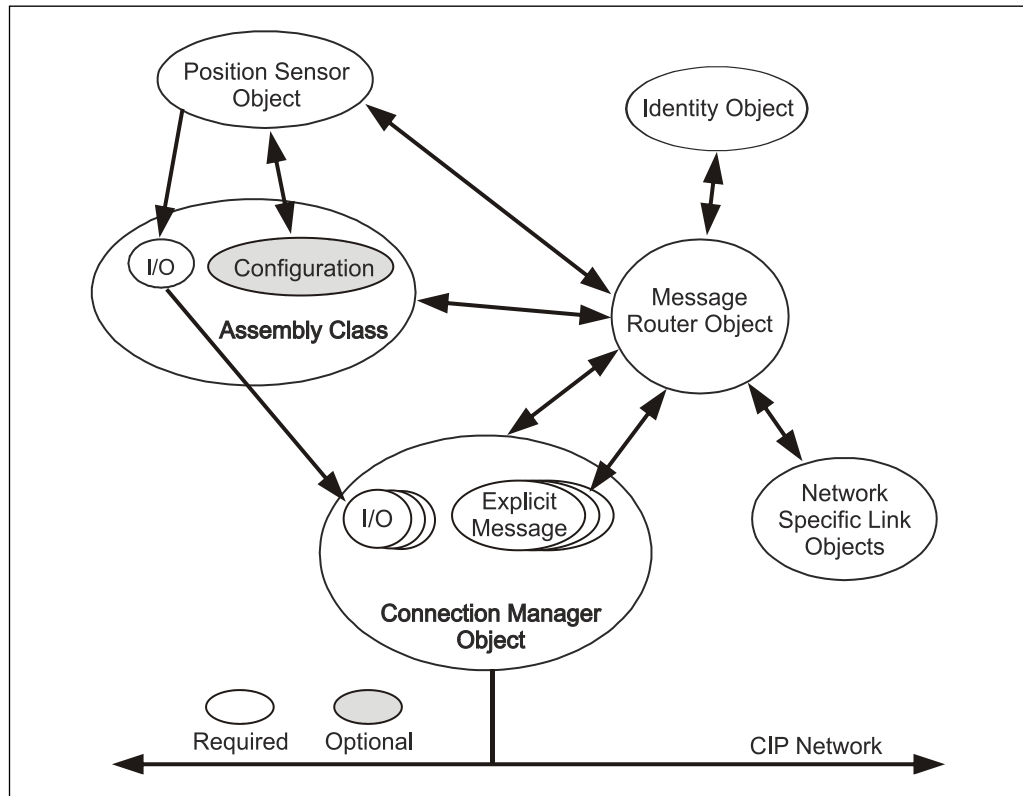 Position Sensor
Object
Identity Object
I/O
Configuration
Assembly Class
Message
Router Object
I/O
Explicit
Message
Network
Specific Link
Objects
Connection Manager
Object
Required
Optional
CIP Network